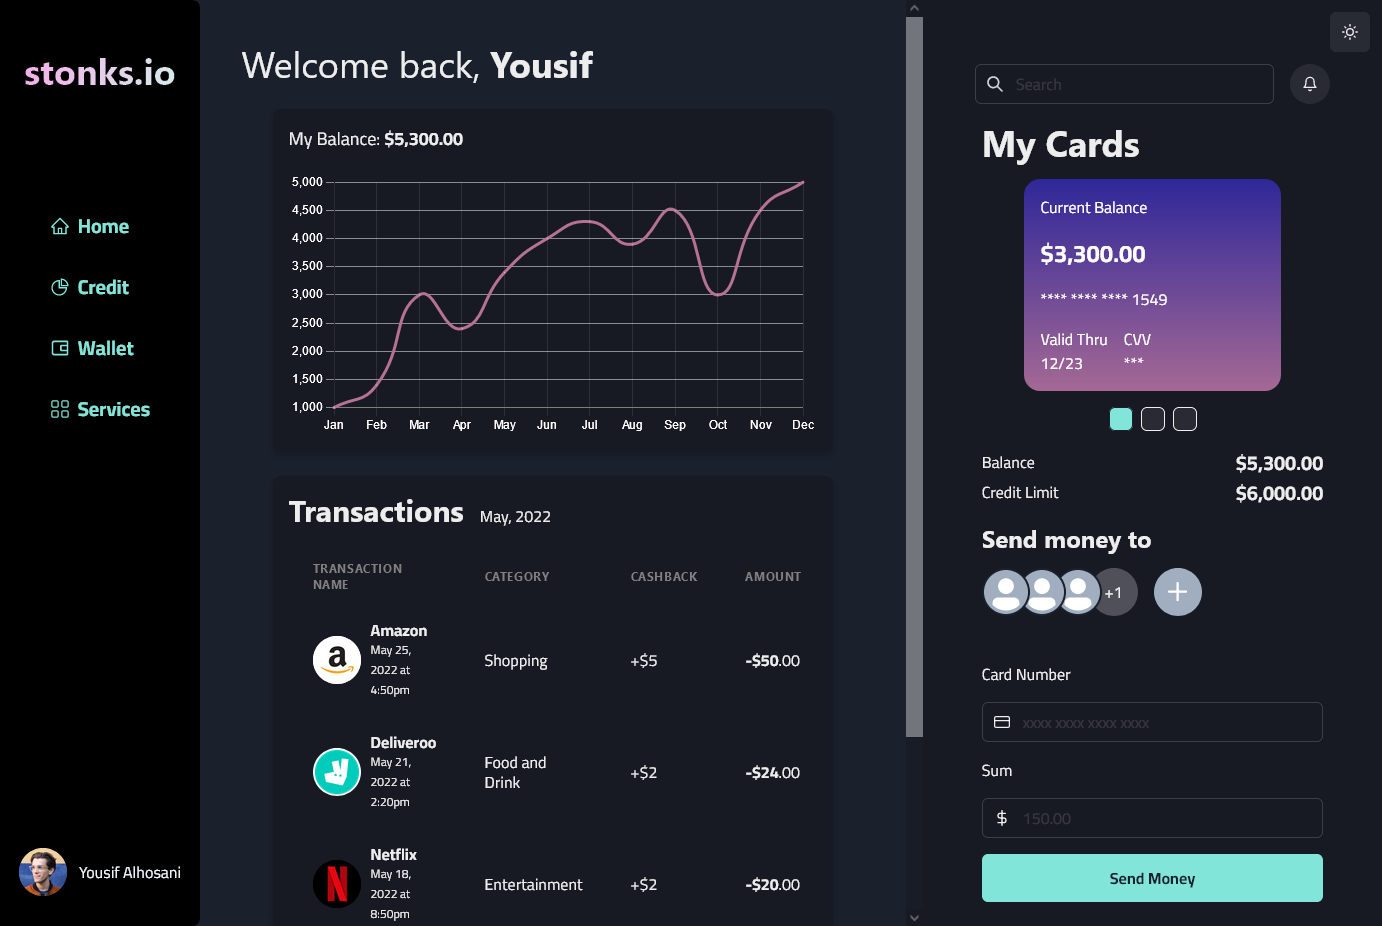 stonks.io
Home
Credit
Wallet
Services
Yousif Alhosani
Welcome back, Yousif
My Balance: $5,300.00
5,000
4,500
4,000
3,500
3,000
2,500
2,000
1,500
1,000
Jan Feb Mar Apr May Jun Jul Aug Sep Oct Nov Dec
Transactions May, 2022
TRANSACTION
NAME
CATEGORY
CASHBACK
AMOUNT
Amazon
May 25,
2022 at
4:50pm
Shopping
+$5
-$50.00
Deliveroo
May 21,
2022 at
2:20pm
Food and
Drink
+$2
-$24.00
Netflix
May 18,
2022 at
8:50pm
Entertainment
+$2
-$20.00
Search
My Cards
Current Balance
$3,300.00
**** **** **** 1549
Valid Thru CVV
12/23 ***
Balance $5,300.00
Credit Limit $6,000.00
Send money to
+1
Card Number
xxxx xxxx xxxx xxxx
Sum
$ 150.00
Send Money